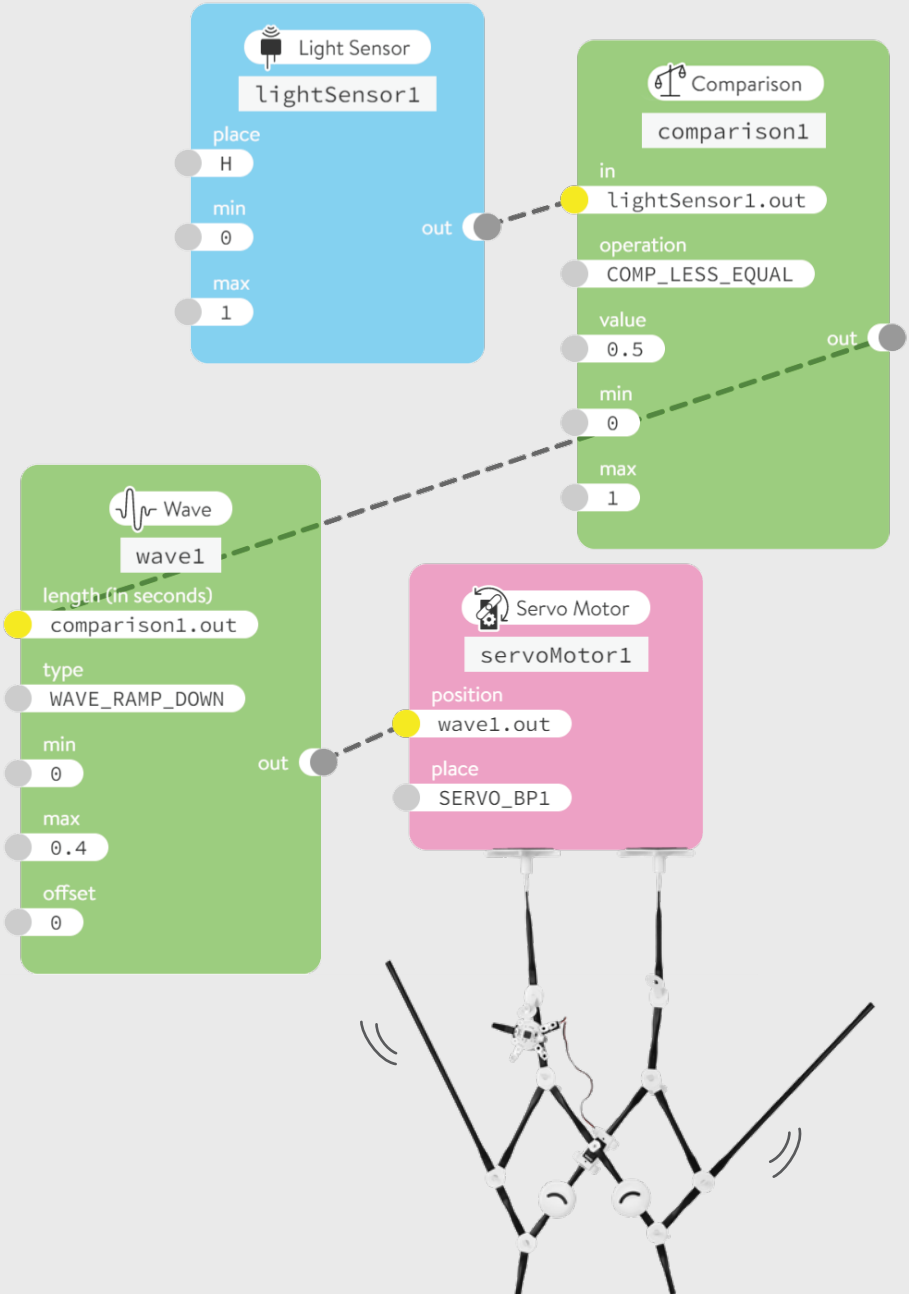 Light Sensor
lightSensor1
place
H
min
0
out
max
1
Comparison
comparison1
in
lightSensor1.out
operation
COMP_LESS_EQUAL
value
0.5
out
min
0
max
1
Wave
wave1
length (in seconds)
comparison1.out
type
WAVE_RAMP_DOWN
min
0
out
max
0.4
offset
0
Servo Motor
servoMotor1
position
wave1.out
place
SERVO_BP1